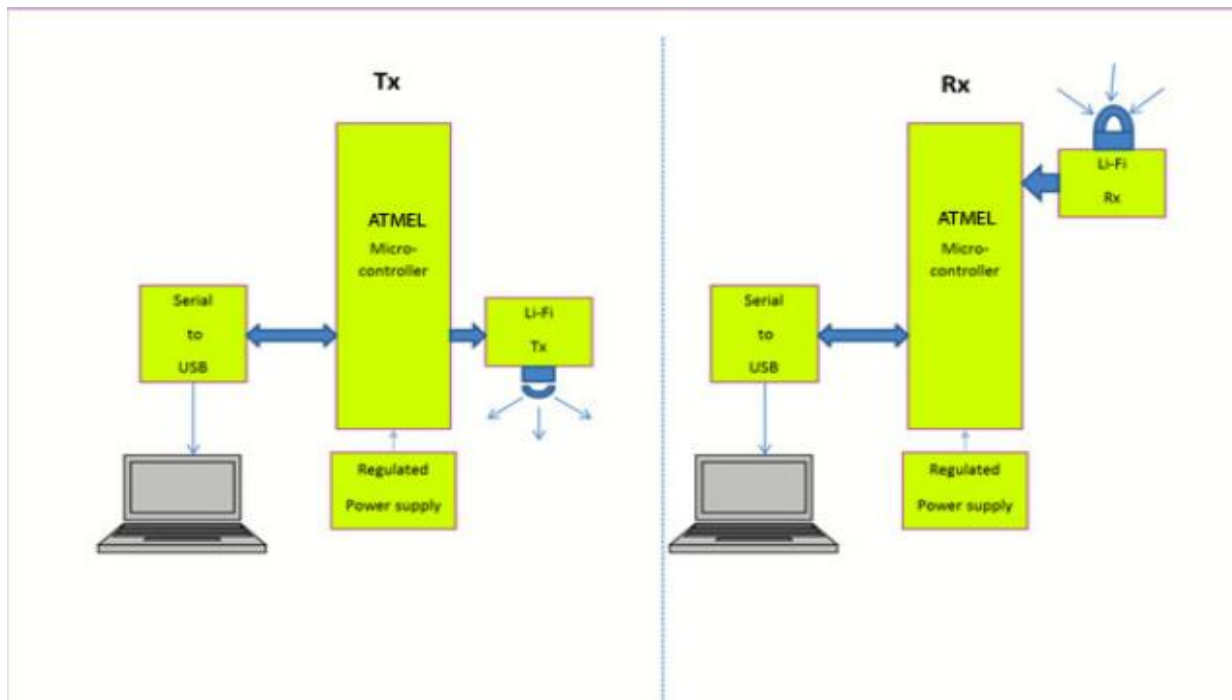 Tx
ATMEL
Micro-
controller
Serial
to
USB
Li-Fi
Tx
Regulated
Power supply
Rx
Li-Fi
Rx
ATMEL
Micro-
controller
Serial
to
USB
Regulated
Power supply